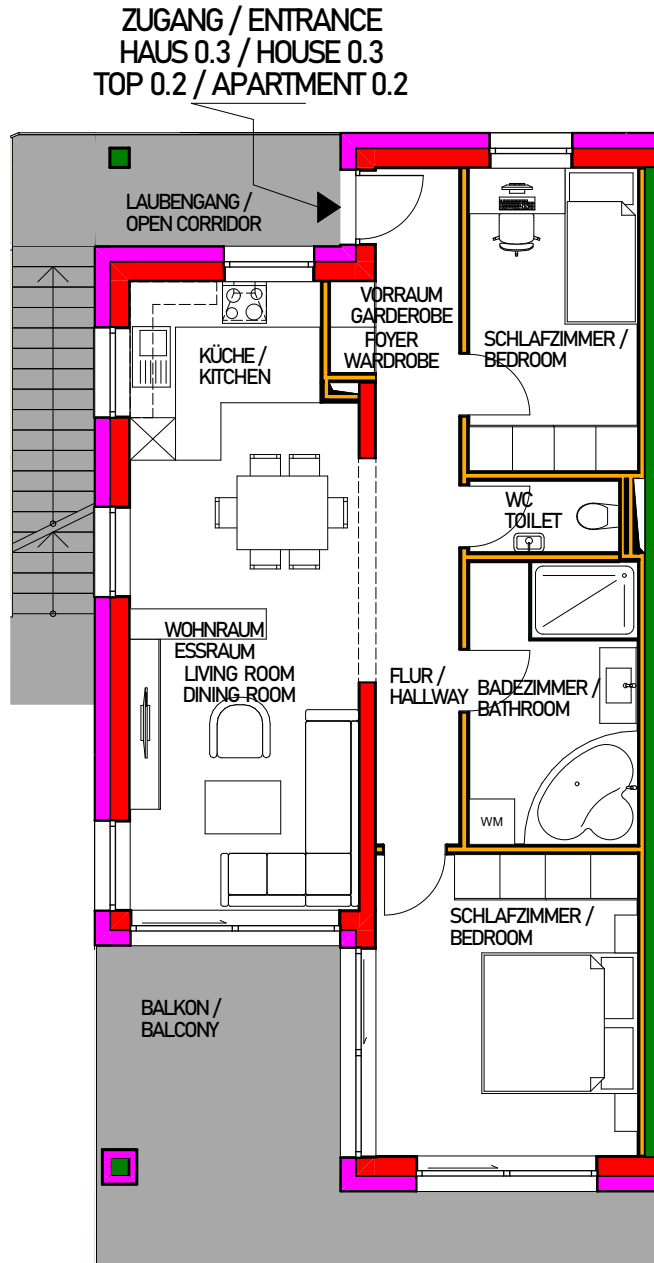 ZUGANG / ENTRANCE
HAUS 0.3 / HOUSE 0.3
TOP 0.2 / APARTMENT 0.2
LAUBENGANG /
OPEN CORRIDOR
VORRAUM
GARDEROBE
FOYER
WARDROBE
SCHLAFZIMMER /
BEDROOM
KÜCHE /
KITCHEN
WC
TOILET
WOHNRAUM
ESSRAUM
LIVING ROOM
DINING ROOM
FLUR /
HALLWAY
BADEZIMMER /
BATHROOM
WM
SCHLAFZIMMER /
BEDROOM
BALKON /
BALCONY